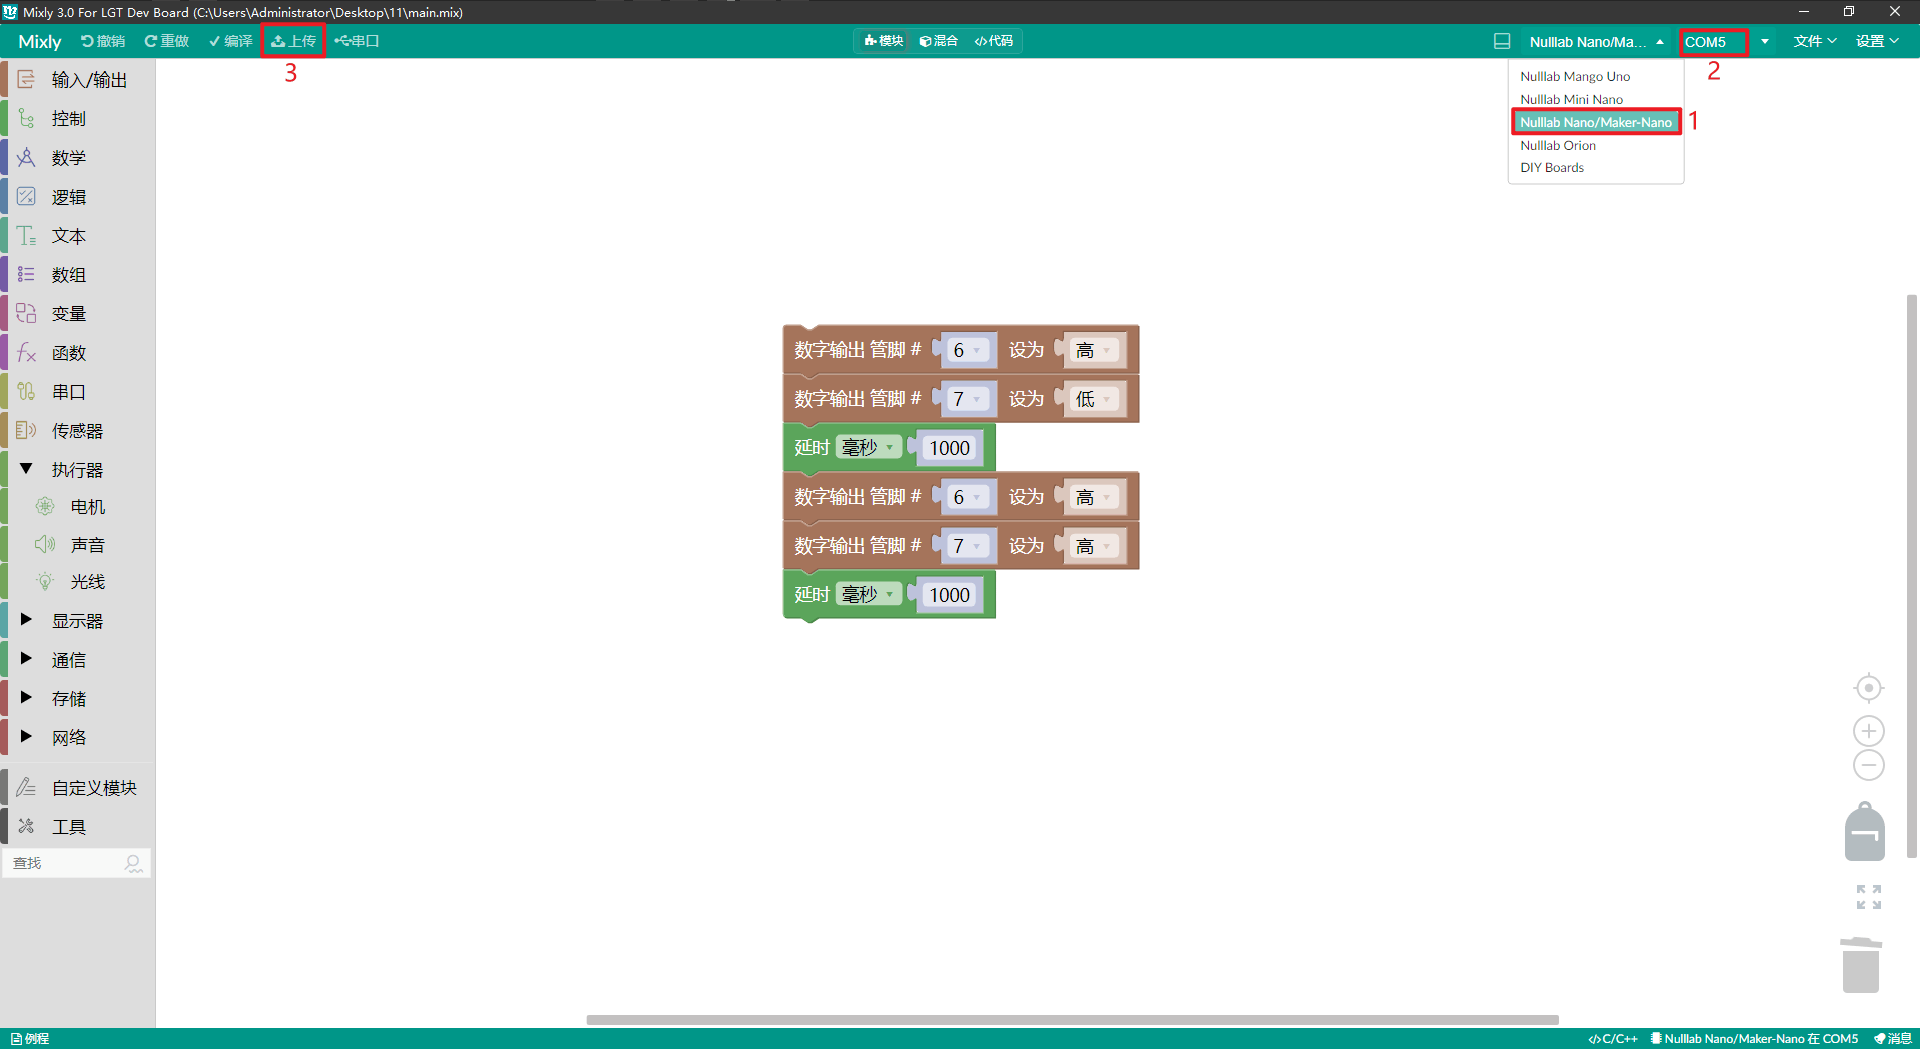 Mixly 3.0 For LGT Dev Board (C:\Users\Administrator\Desktop\11\main.mix)
Mixly 撤销 重做 编译 上传 串口 模块 混合 代码 Nulllab Nano/Ma... COM5 文件 设置
3
2
Nulllab Mango Uno
Nulllab Mini Nano
Nulllab Nano/Maker-Nano 1
Nulllab Orion
DIY Boards
输入/输出
控制
数学
逻辑
文本
数组
变量
函数
串口
传感器
执行器
电机
声音
光线
显示器
通信
存储
网络
自定义模块
工具
查找
数字输出 管脚 # 6 设为 高
数字输出 管脚 # 7 设为 低
延时 毫秒 1000
数字输出 管脚 # 6 设为 高
数字输出 管脚 # 7 设为 高
延时 毫秒 1000
例程 C/C++ Nulllab Nano/Maker-Nano 在 COM5 消息